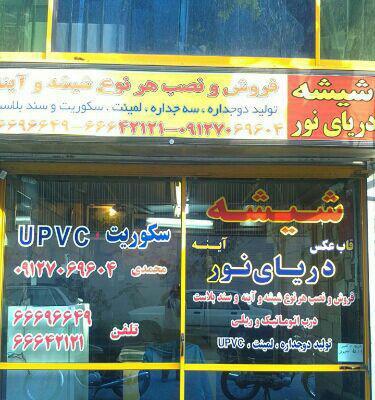 فروش و نصب هر نوع شیشه و آینه
تولید دوجداره ، سه جداره ، لمینت ، سکوریت و سند بلاست
۶۶۶۹۶۶۴۹-۶۶۶۴۲۱۲۱-۰۹۱۲۷۰۶۹۶۰۴
شیشه
دریای نور
شیشه
قاب عکس آینه
دریای نور
فروش و نصب هر نوع شیشه و آینه و سند بلاست
درب اتوماتیک و ریلی
تولید دوجداره ، لمینت ، UPVC
سکوریت UPVC
محمدی ۰۹۱۲۷۰۶۹۶۰۴
تلفن
۶۶۶۹۶۶۴۹
۶۶۶۴۲۱۲۱